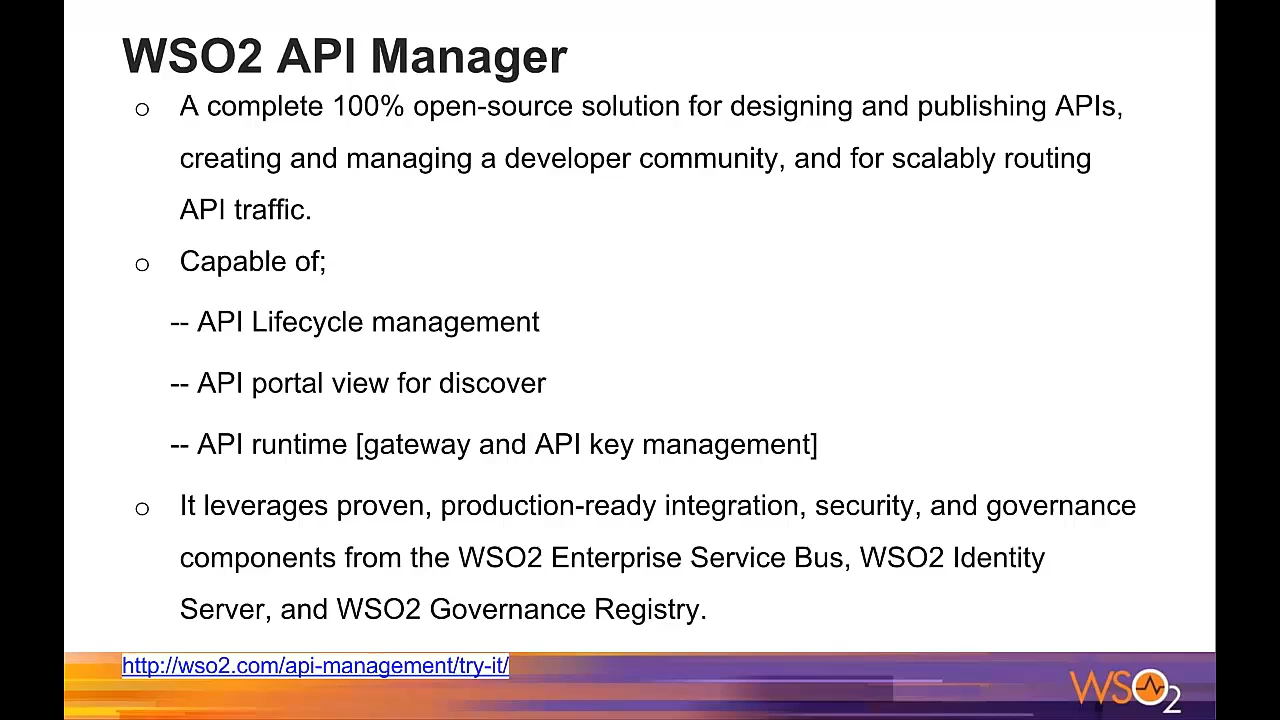 WSO2 API Manager
o A complete 100% open-source solution for designing and publishing APIs,
creating and managing a developer community, and for scalably routing
API traffic.
o Capable of;
-- API Lifecycle management
-- API portal view for discover
-- API runtime [gateway and API key management]
o It leverages proven, production-ready integration, security, and governance
components from the WSO2 Enterprise Service Bus, WSO2 Identity
Server, and WSO2 Governance Registry.
http://wso2.com/api-management/try-it/
WSO2